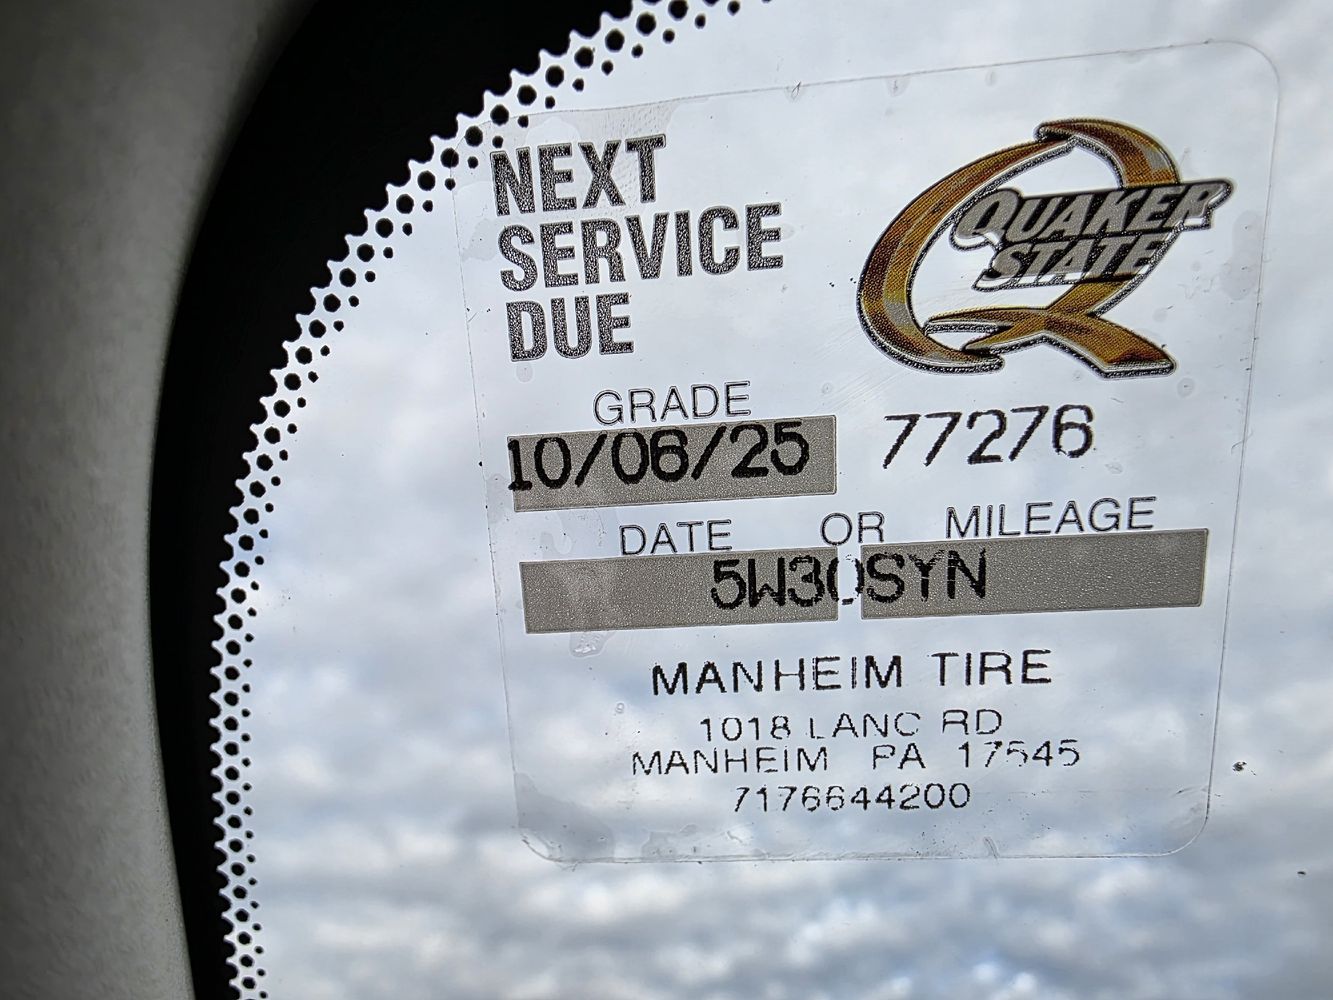 NEXT
SERVICE
DUE
QUAKER
STATE
GRADE
10/06/25 77276
DATE OR MILEAGE
5W30SYN
MANHEIM TIRE
1018 LANC RD
MANHEIM PA 17545
7176644200